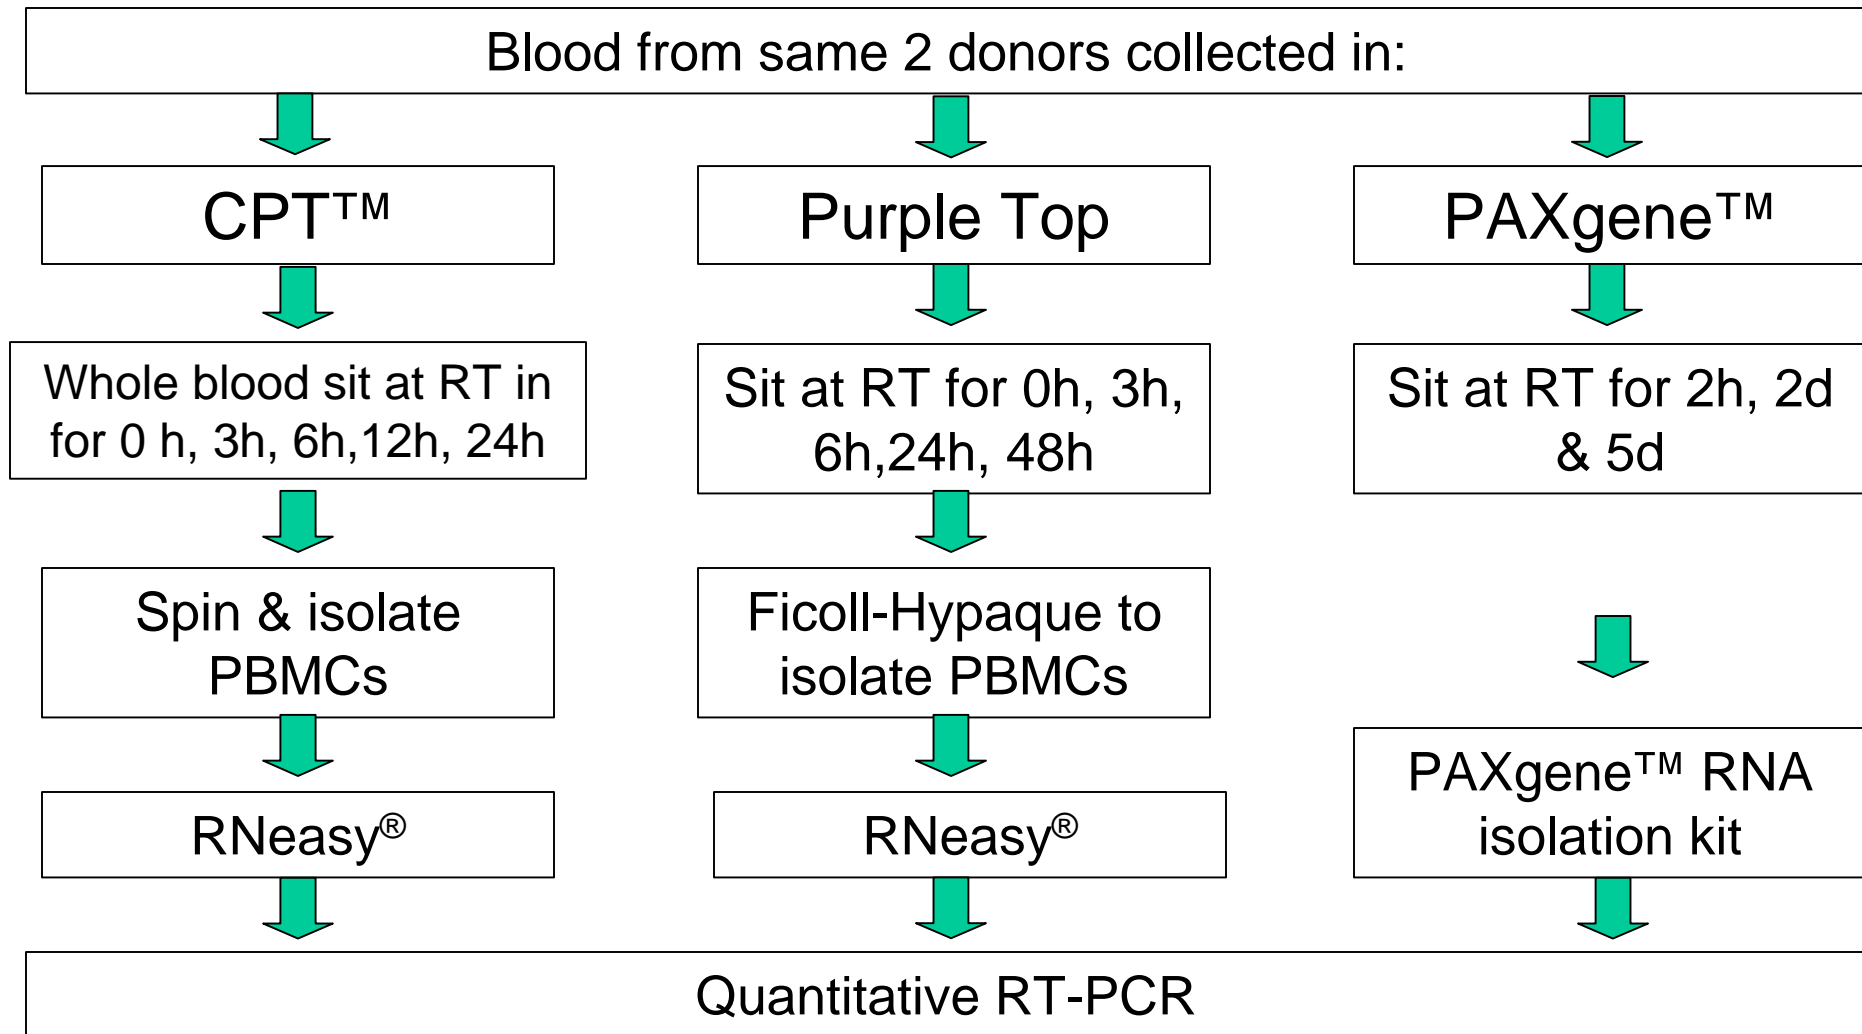 Blood from same 2 donors collected in:
CPT™
Purple Top
PAXgene™
Whole blood sit at RT in
for 0 h, 3h, 6h,12h, 24h
Sit at RT for 0h, 3h,
6h,24h, 48h
Sit at RT for 2h, 2d
& 5d
Spin & isolate
PBMCs
Ficoll-Hypaque to
isolate PBMCs
RNeasy®
RNeasy®
PAXgene™ RNA
isolation kit
Quantitative RT-PCR